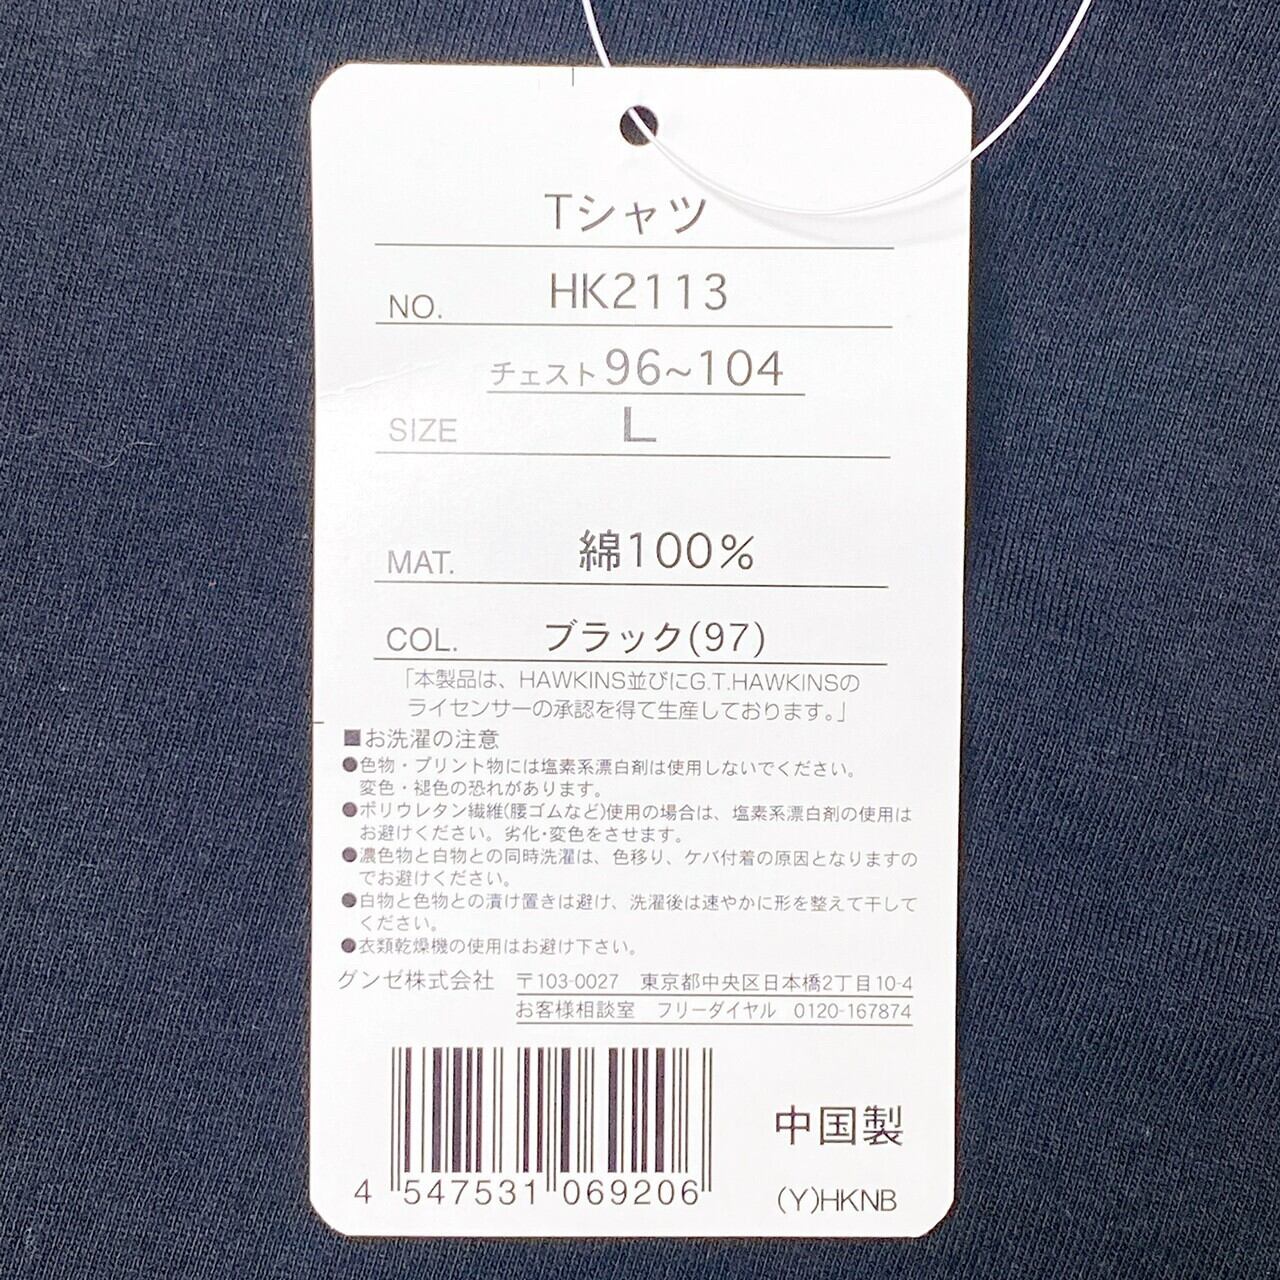 Tシャツ
NO. HK2113
チェスト96~104
SIZE L
MAT. 綿100%
COL. ブラック(97)
「本製品は、HAWKINS並びにG.T.HAWKINSの
ライセンサーの承認を得て生産しております。」
■お洗濯の注意
●色物・プリント物には塩素系漂白剤は使用しないでください。
変色・褪色の恐れがあります。
●ポリウレタン繊維(腰ゴムなど)使用の場合は、塩素系漂白剤の使用は
お避けください。劣化・変色をさせます。
●濃色物と白物との同時洗濯は、色移り、ケバ付着の原因となりますの
でお避けください。
●白物と色物との漬け置きは避け、洗濯後は速やかに形を整えて干して
ください。
●衣類乾燥機の使用はお避け下さい。
グンゼ株式会社 〒103-0027 東京都中央区日本橋2丁目10-4
お客様相談室 フリーダイヤル 0120-167874
中国製
4 547531 069206
(Y)HKNB